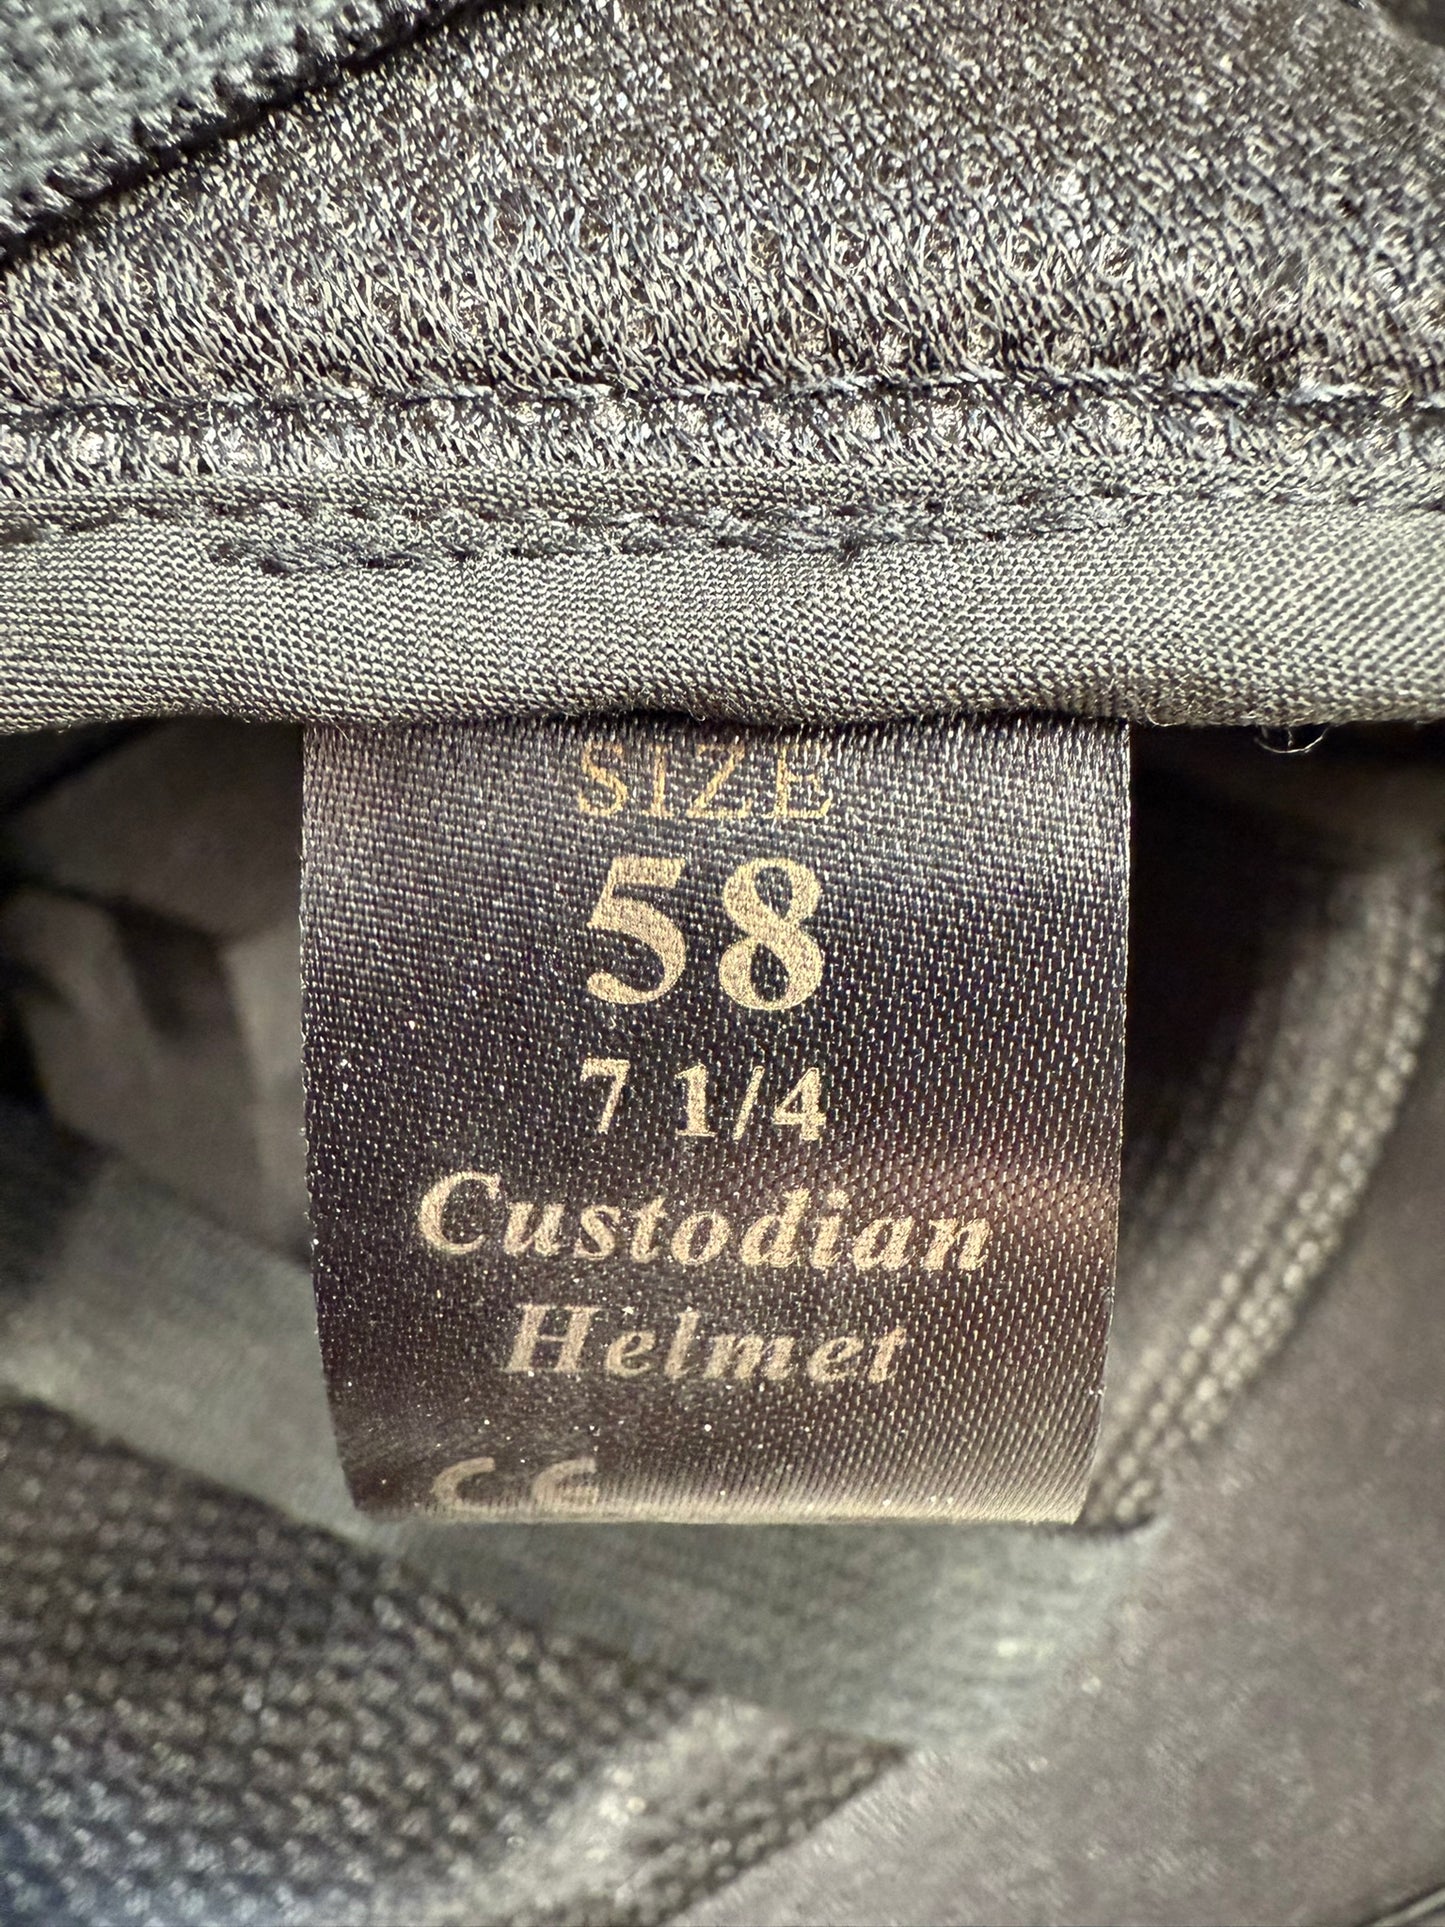 SIZE
58
7 1/4
Custodian
Helmet
CE